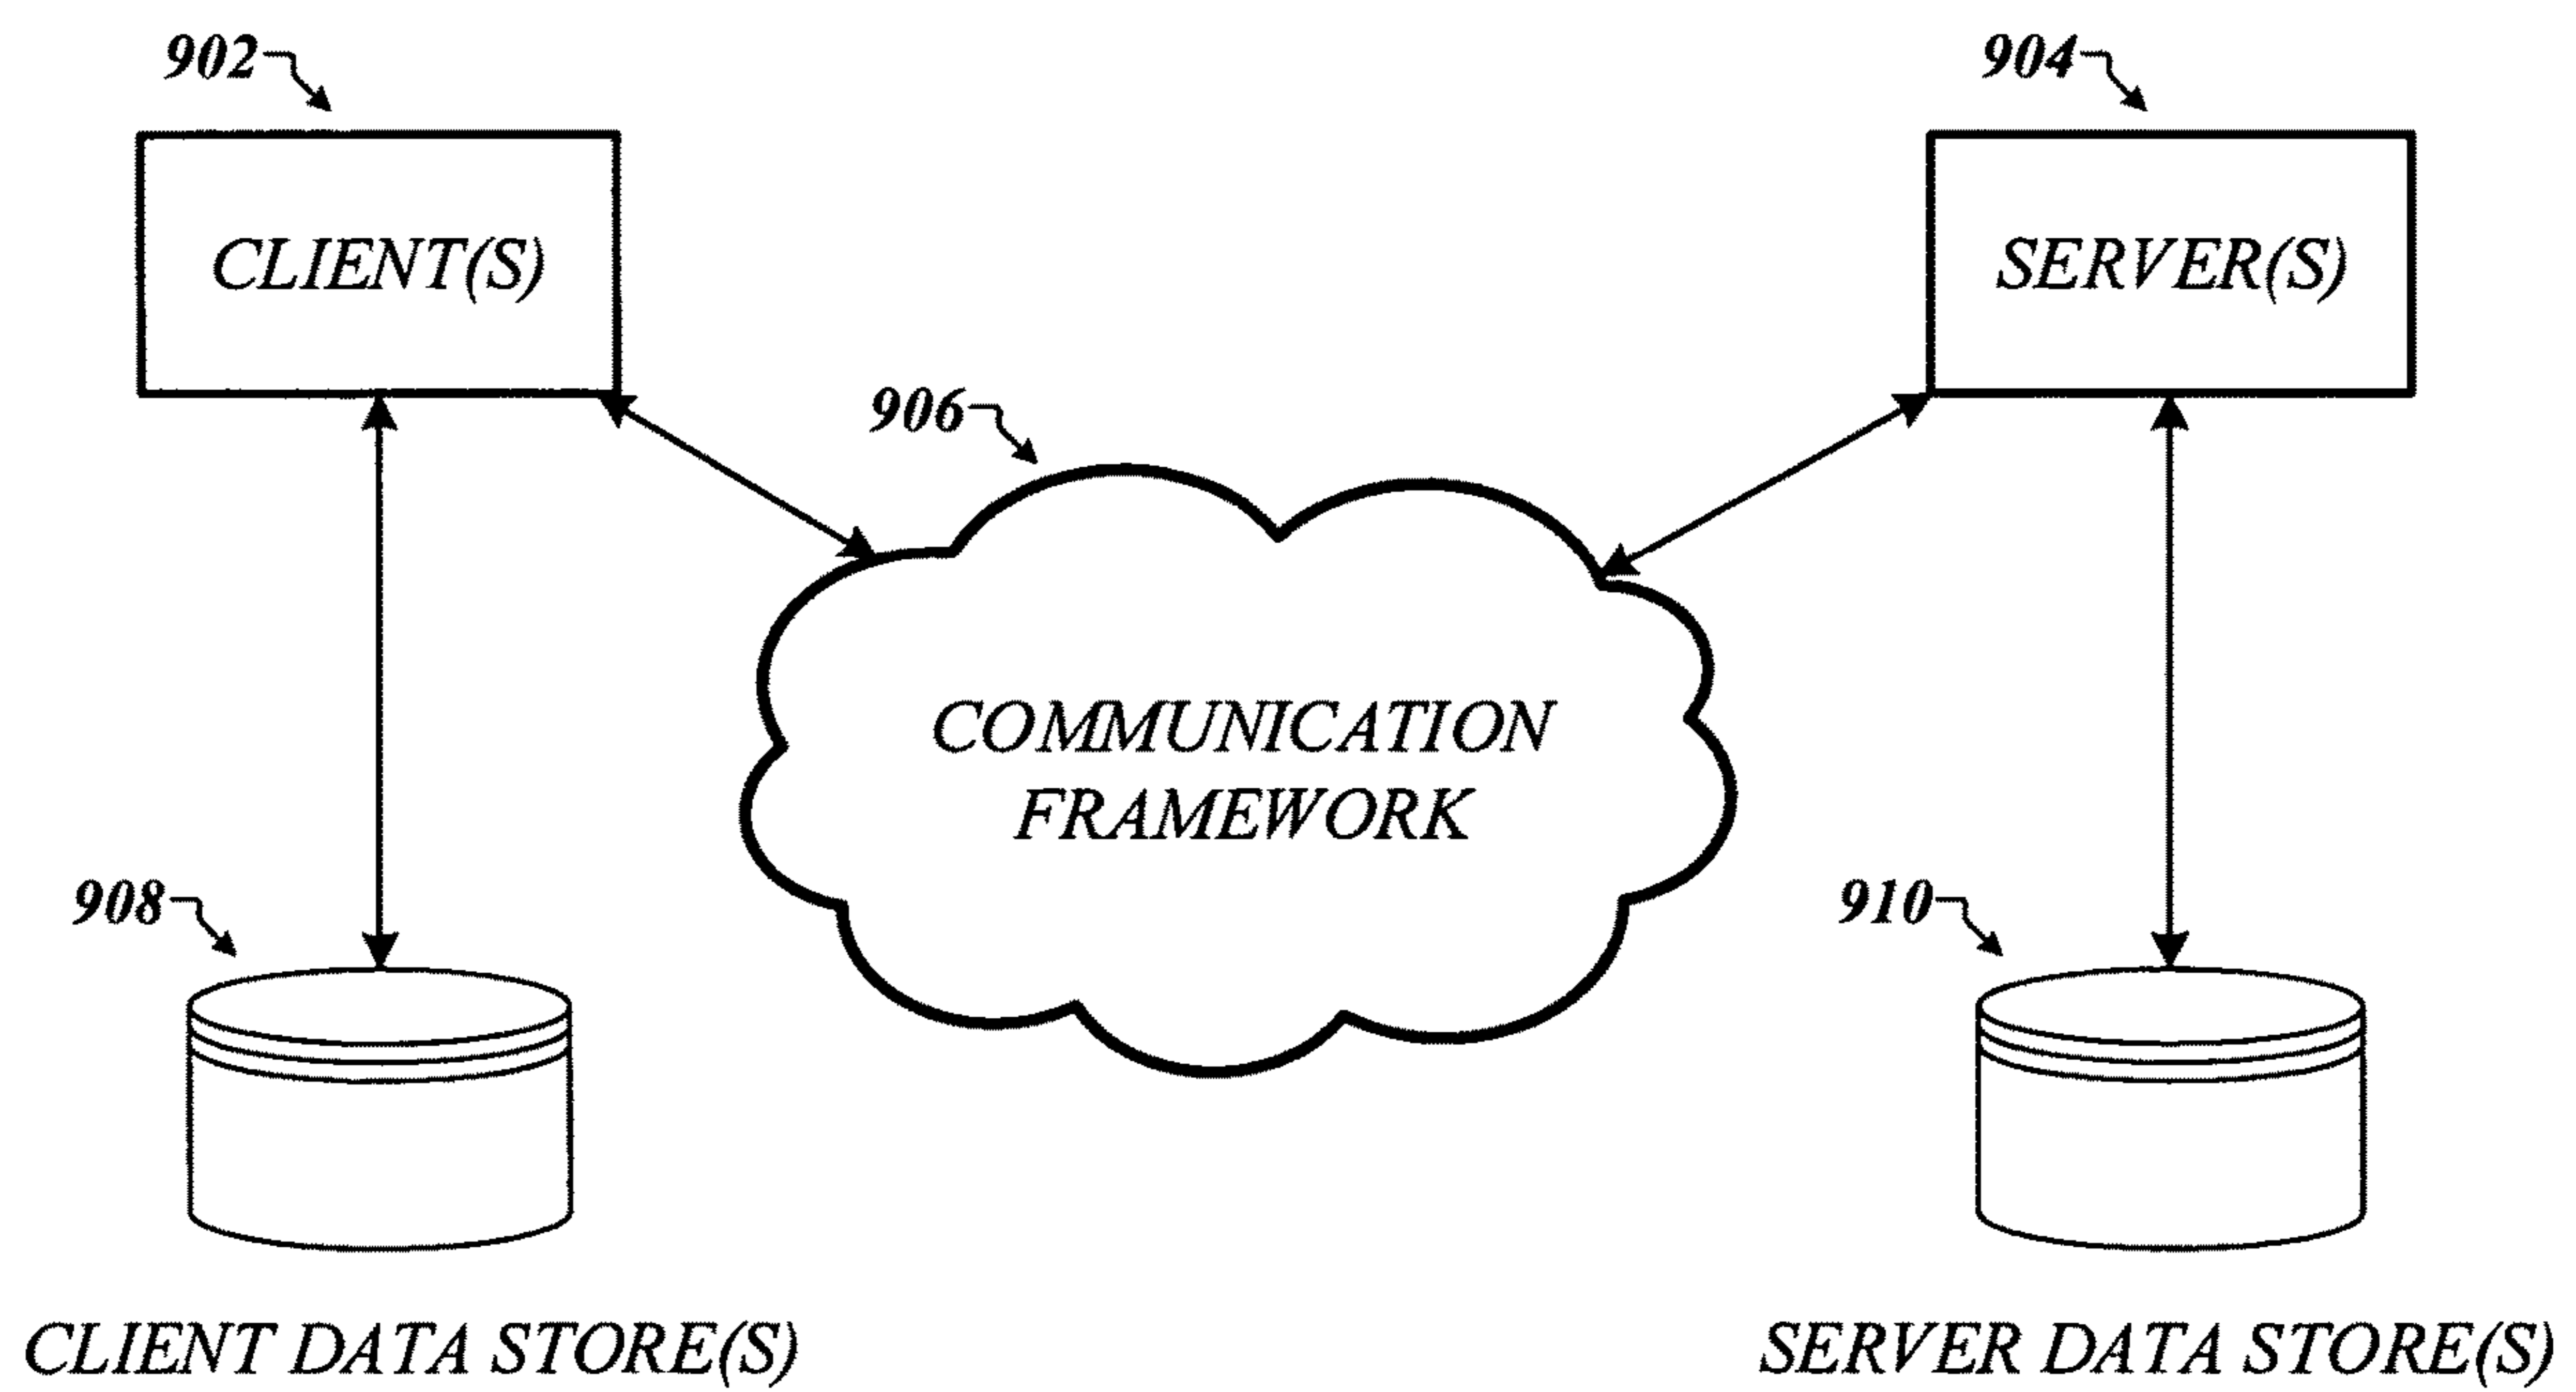 902
904
CLIENT(S)
SERVER(S)
906
COMMUNICATION
FRAMEWORK
908
910
CLIENT DATA STORE(S)
SERVER DATA STORE(S)